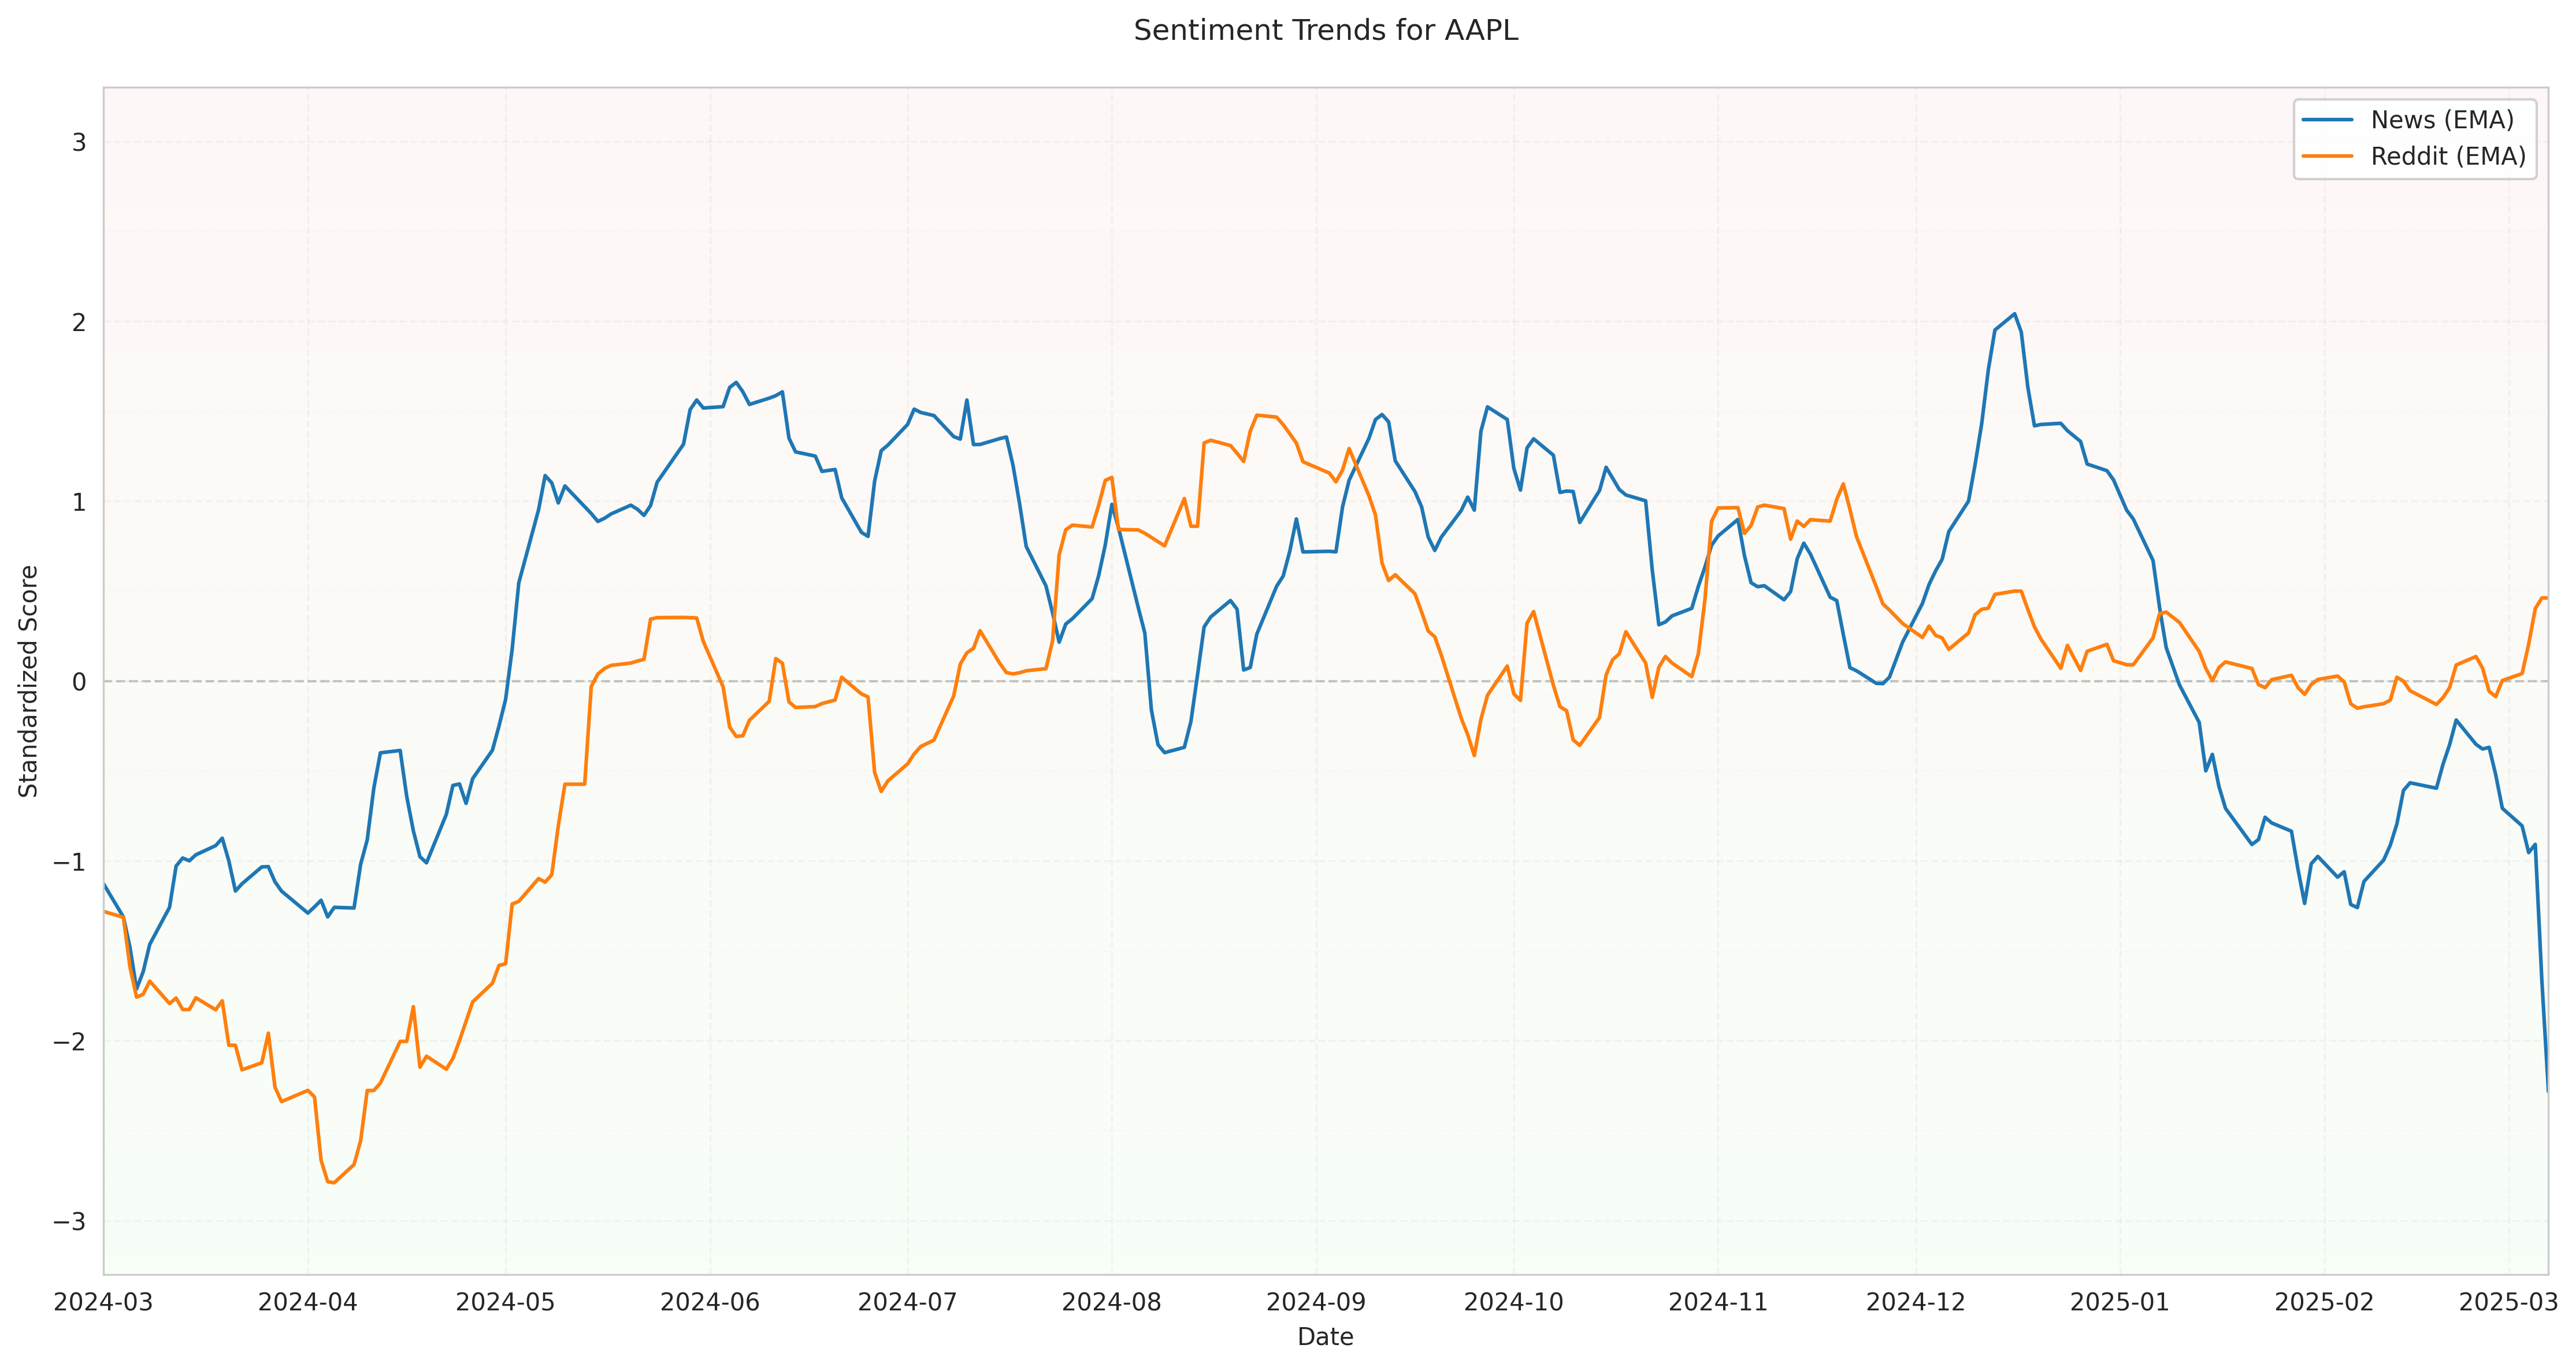 Sentiment Trends for AAPL
News (EMA)
Reddit (EMA)
Standardized Score
3
2
1
0
−1
−2
−3
2024-03 2024-04 2024-05 2024-06 2024-07 2024-08 2024-09 2024-10 2024-11 2024-12 2025-01 2025-02 2025-03
Date